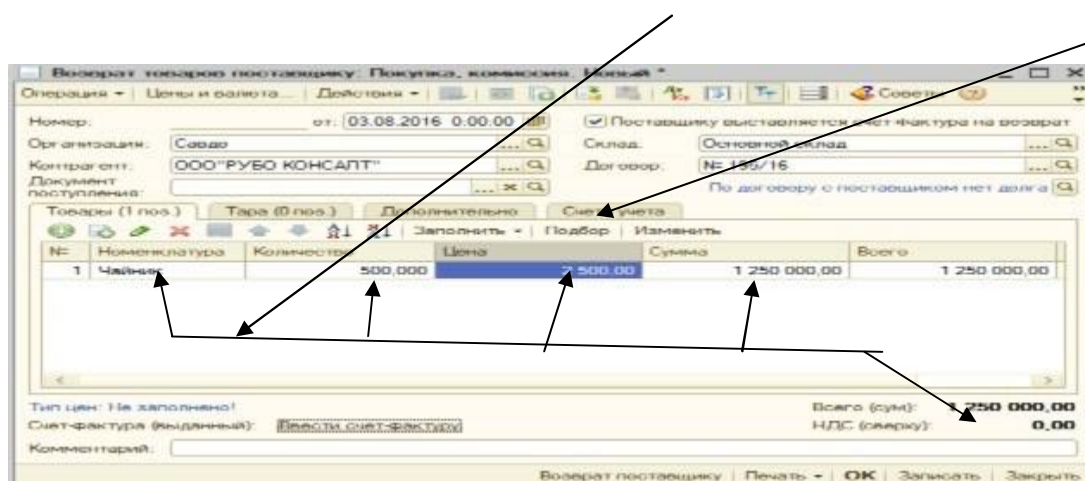 Возврат товаров поставщику: Покупка, комиссия. Новый *
Операция Цены и валюта... Действия Советы
Номер: от: 03.08.2016 0:00:00 Поставщику выставляется счет-фактура на возврат
Организация: Савдо ... Склад: Основной склад ...
Контрагент: ООО"РУБО КОНСАЛТ" ... Договор: №
Документ поступления: ... По договору с поставщиком нет долга
Товары (1 поз.) Тара (0 поз.) Дополнительно Счета учета
Заполнить Подбор Изменить
№ Номенклатура Количество Цена Сумма Всего
1 Чайник 500,000 2 500,00 1 250 000,00 1 250 000,00
Тип цен: Не заполнено! Всего (сум): 1 250 000,00
Счет-фактура (выданный): Ввести счет-фактуру НДС (сверху): 0,00
Комментарий:
Возврат поставщику Печать OK Записать Закрыть